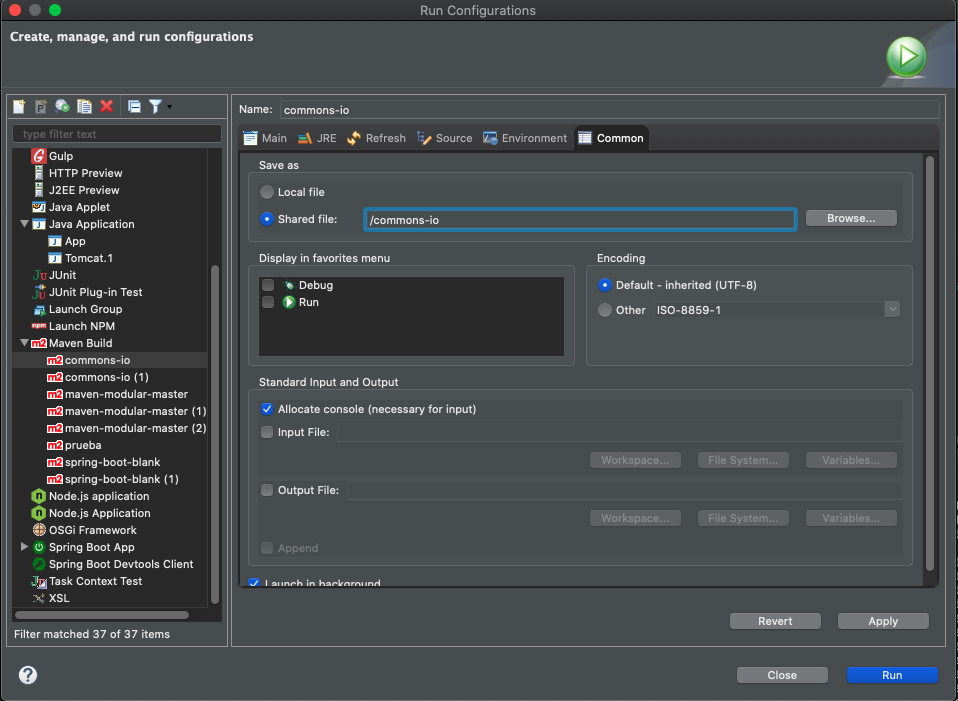 Run Configurations
Create, manage, and run configurations
type filter text
Gulp
HTTP Preview
J2EE Preview
Java Applet
Java Application
App
Tomcat.1
JUnit
JUnit Plug-in Test
Launch Group
Launch NPM
Maven Build
commons-io
commons-io (1)
maven-modular-master
maven-modular-master (1)
maven-modular-master (2)
prueba
spring-boot-blank
spring-boot-blank (1)
Node.js application
Node.js Application
OSGi Framework
Spring Boot App
Spring Boot Devtools Client
Task Context Test
XSL
Filter matched 37 of 37 items
Name: commons-io
Main JRE Refresh Source Environment Common
Save as
Local file
Shared file: /commons-io Browse...
Display in favorites menu
Debug
Run
Encoding
Default - inherited (UTF-8)
Other ISO-8859-1
Standard Input and Output
Allocate console (necessary for input)
Input File:
Workspace... File System... Variables...
Output File:
Workspace... File System... Variables...
Append
Launch in background
Revert Apply
Close Run